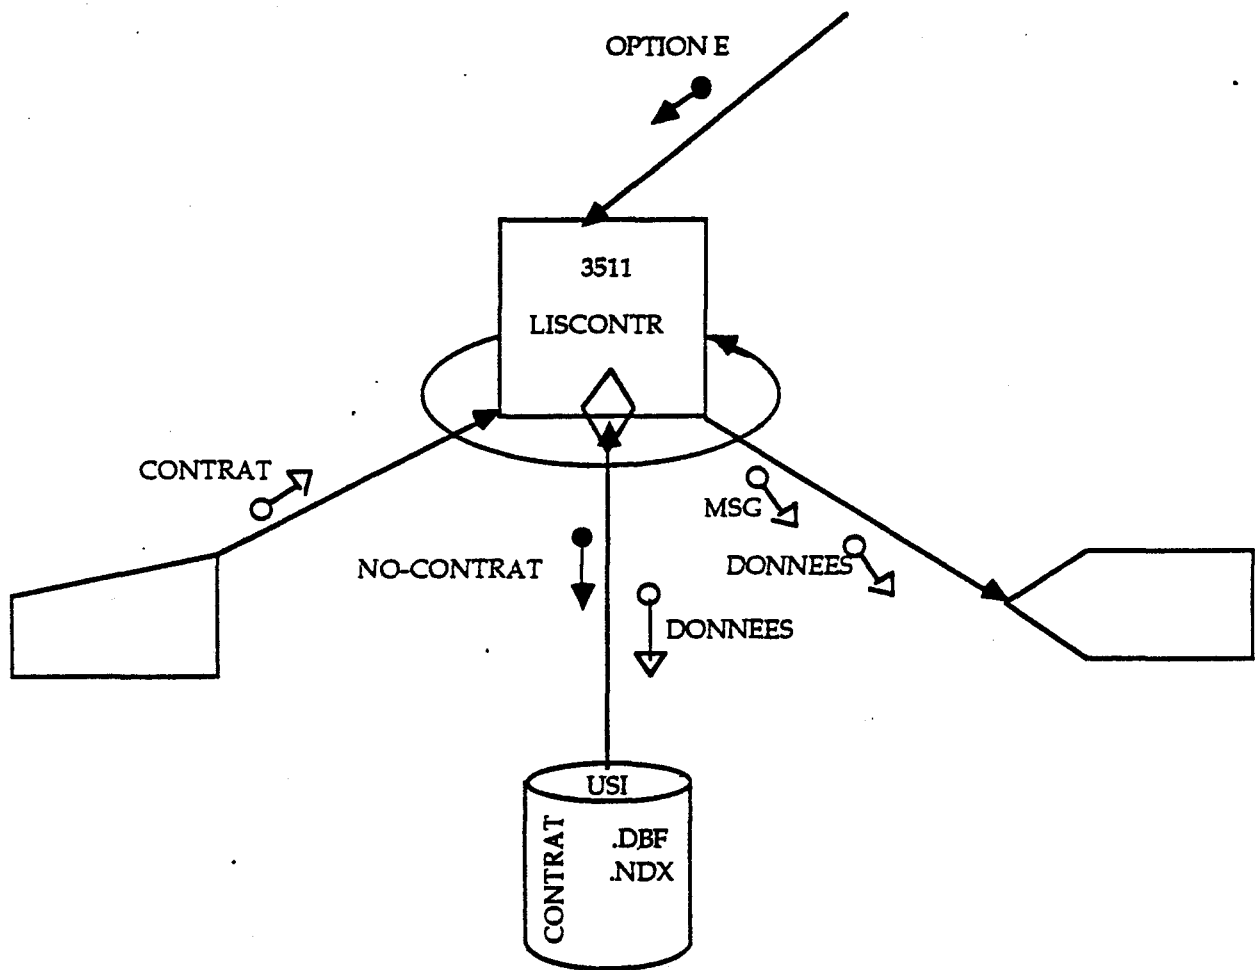 OPTION E
3511
LISCONTR
CONTRAT
MSG
NO-CONTRAT
DONNEES
DONNEES
USI
CONTRAT
.DBF
.NDX